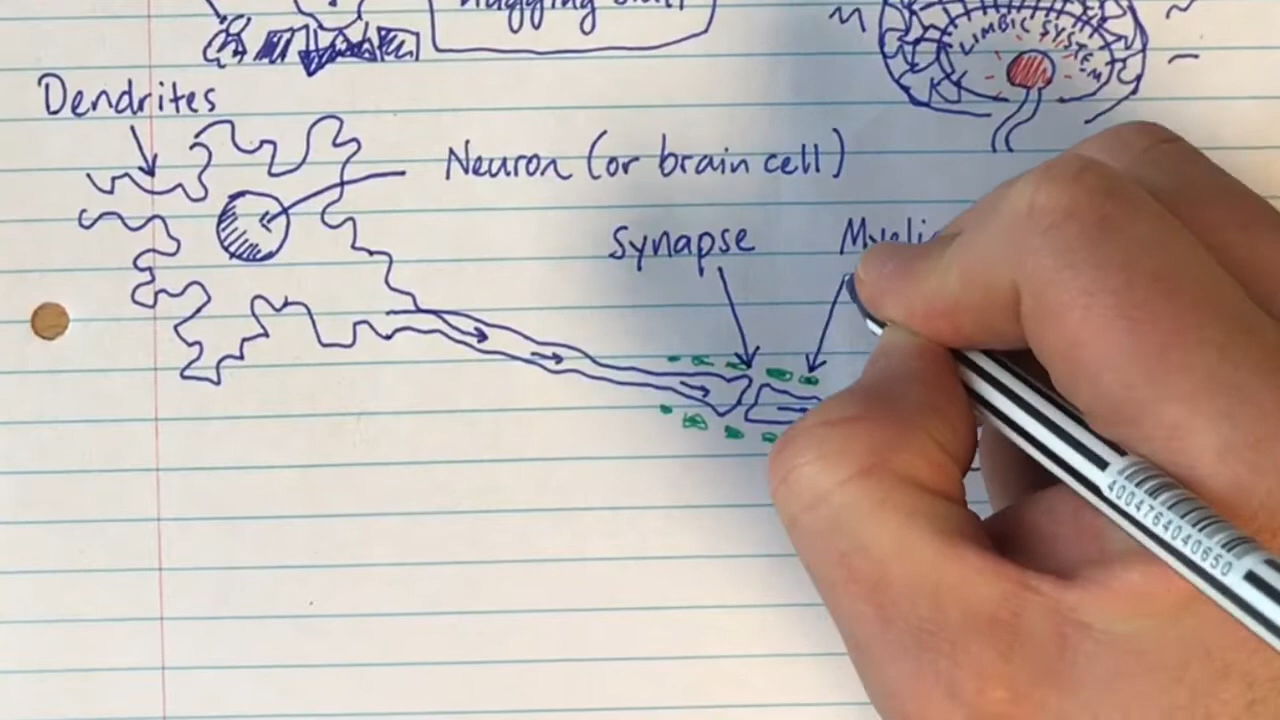 LIMBIC SYSTEM
Dendrites
Neuron (or brain cell)
Synapse
4004764040650